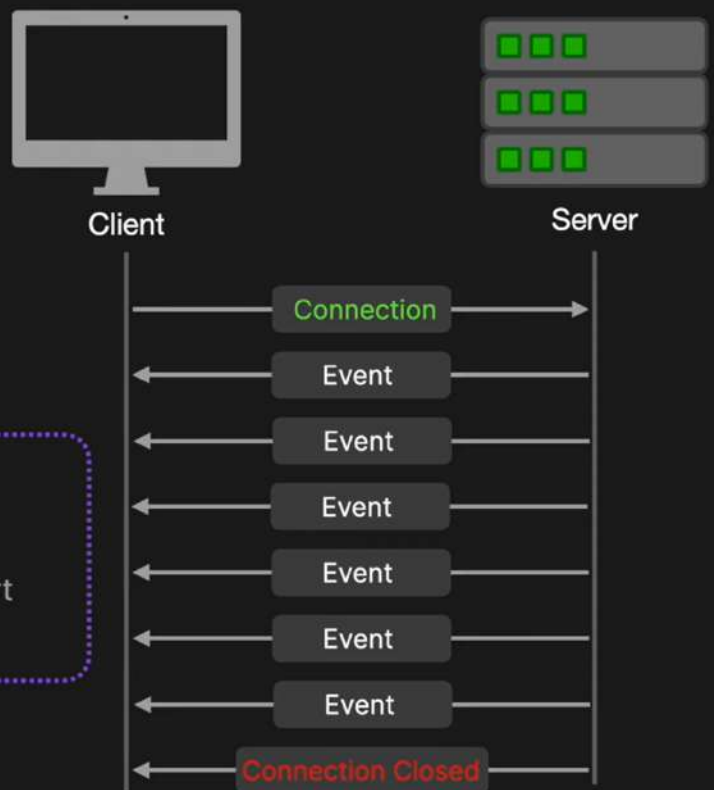 Client
Server
Connection
Event
Event
Event
Event
Event
Event
Connection Closed